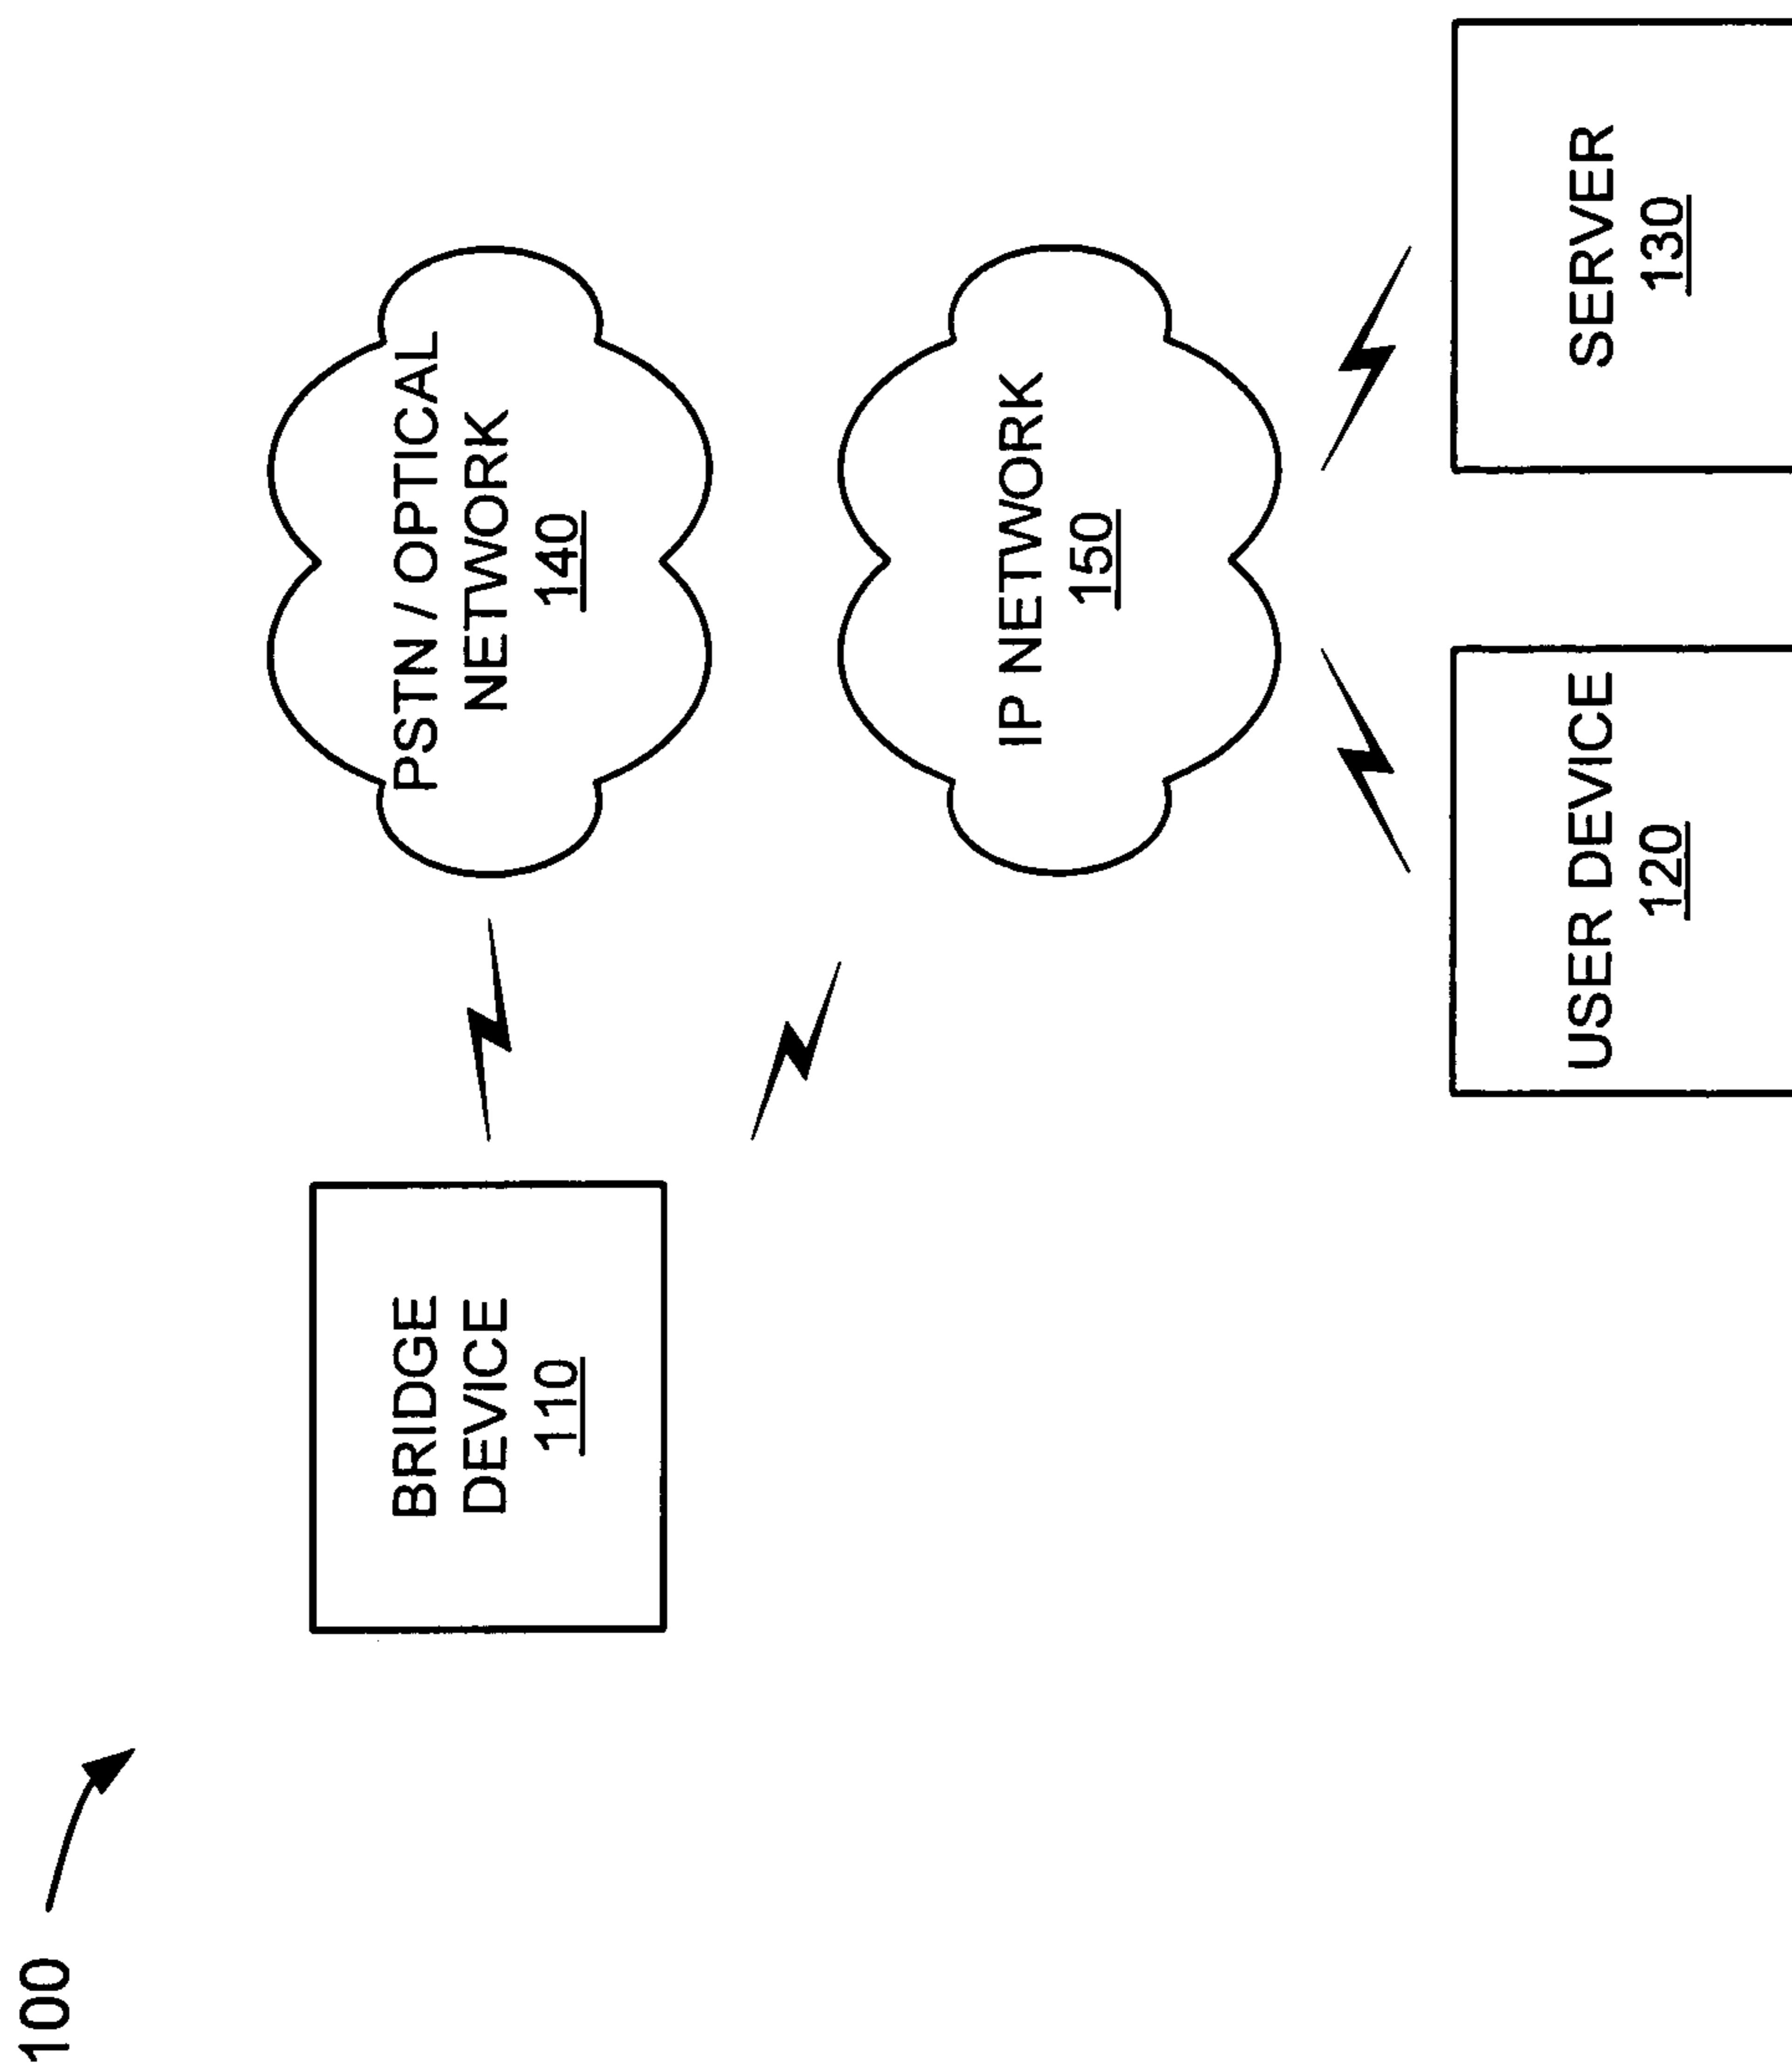 100
BRIDGE
DEVICE
110
PSTN / OPTICAL
NETWORK
140
IP NETWORK
150
USER DEVICE
120
SERVER
130